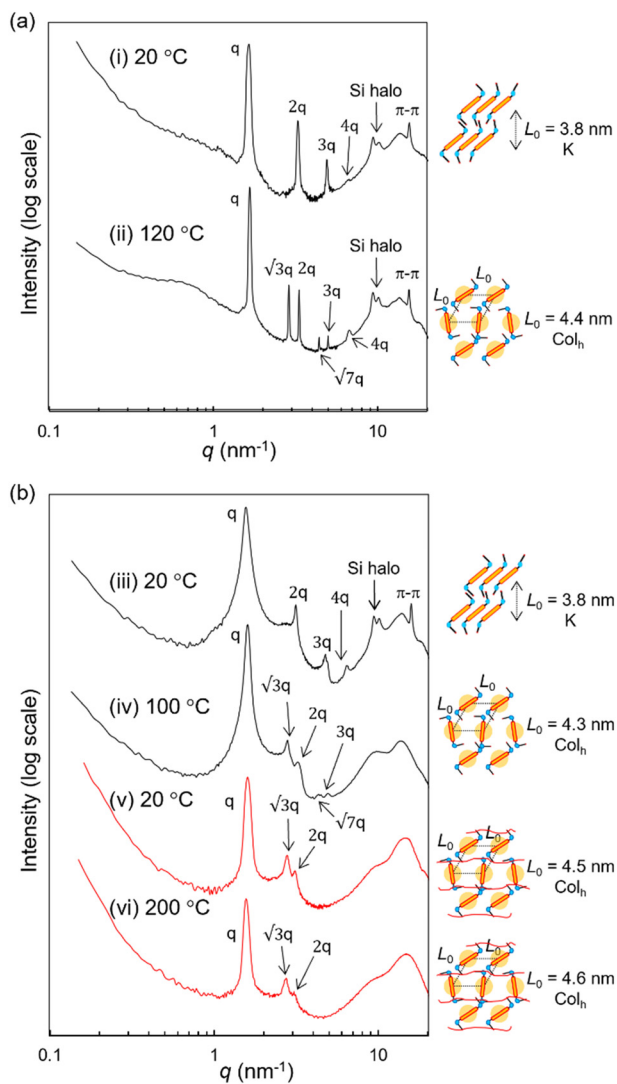 (a)
(i) 20 °C
q
2q
3q
4q
Si halo
π-π
L₀ = 3.8 nm
K
(ii) 120 °C
q
√3q
2q
3q
√7q
4q
Si halo
π-π
L₀
L₀
L₀ = 4.4 nm
Colₕ
Intensity (log scale)
0.1
1
10
q (nm⁻¹)
(b)
(iii) 20 °C
q
2q
3q
4q
Si halo
π-π
L₀ = 3.8 nm
K
(iv) 100 °C
q
√3q
2q
3q
√7q
L₀
L₀
L₀ = 4.3 nm
Colₕ
(v) 20 °C
q
√3q
2q
L₀
L₀
L₀ = 4.5 nm
Colₕ
(vi) 200 °C
q
√3q
2q
L₀
L₀
L₀ = 4.6 nm
Colₕ
Intensity (log scale)
0.1
1
10
q (nm⁻¹)